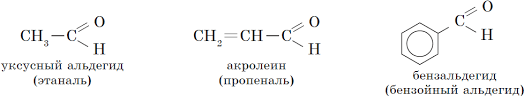 CH₃—C
O
H
уксусный альдегид
(этаналь)
CH₂=CH—C
O
H
акролеин
(пропеналь)
C
O
H
бензальдегид
(бензойный альдегид)